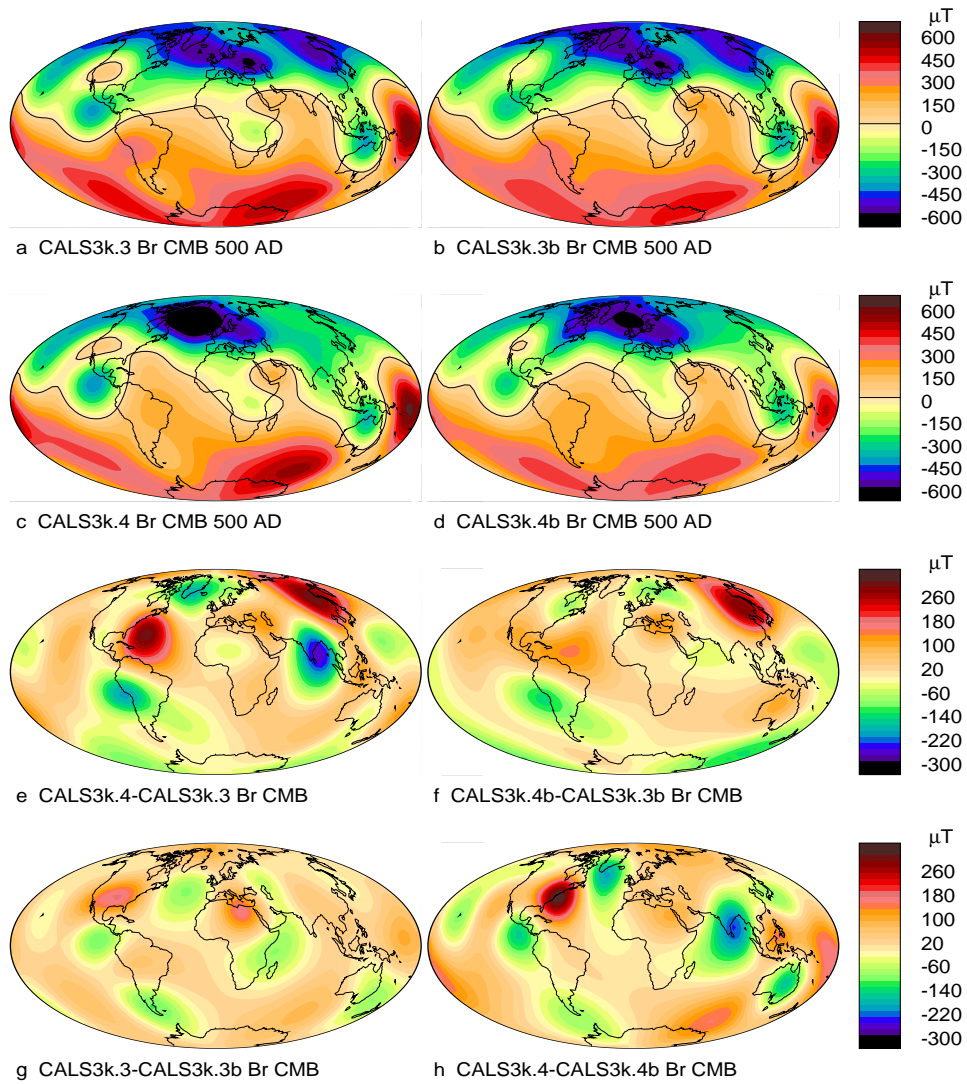 μT
600
450
300
150
0
-150
-300
-450
-600
a CALS3k.3 Br CMB 500 AD
b CALS3k.3b Br CMB 500 AD
μT
600
450
300
150
0
-150
-300
-450
-600
c CALS3k.4 Br CMB 500 AD
d CALS3k.4b Br CMB 500 AD
μT
260
180
100
20
-60
-140
-220
-300
e CALS3k.4-CALS3k.3 Br CMB
f CALS3k.4b-CALS3k.3b Br CMB
μT
260
180
100
20
-60
-140
-220
-300
g CALS3k.3-CALS3k.3b Br CMB
h CALS3k.4-CALS3k.4b Br CMB